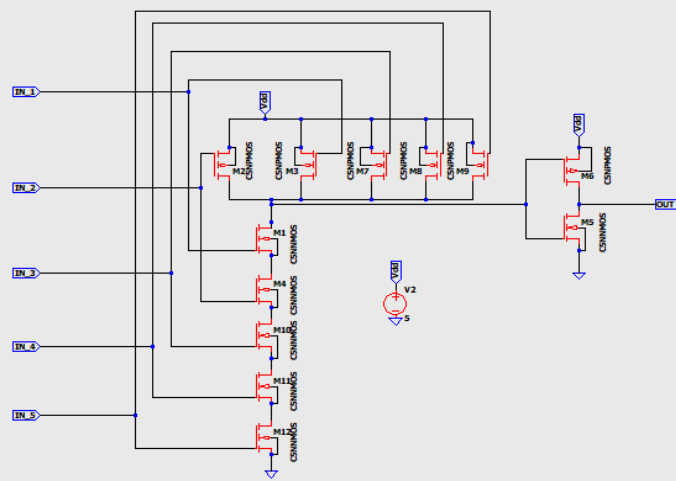 IN_1
Vdd
Vdd
M2
CSNPMOS
M3
CSNPMOS
M7
CSNPMOS
M8
CSNPMOS
M9
CSNPMOS
M6
CSNPMOS
IN_2
OUT
M1
CSNNMOS
M5
CSNNMOS
IN_3
M4
CSNNMOS
Vdd
V2
5
M10
CSNNMOS
IN_4
M11
CSNNMOS
IN_5
M12
CSNNMOS